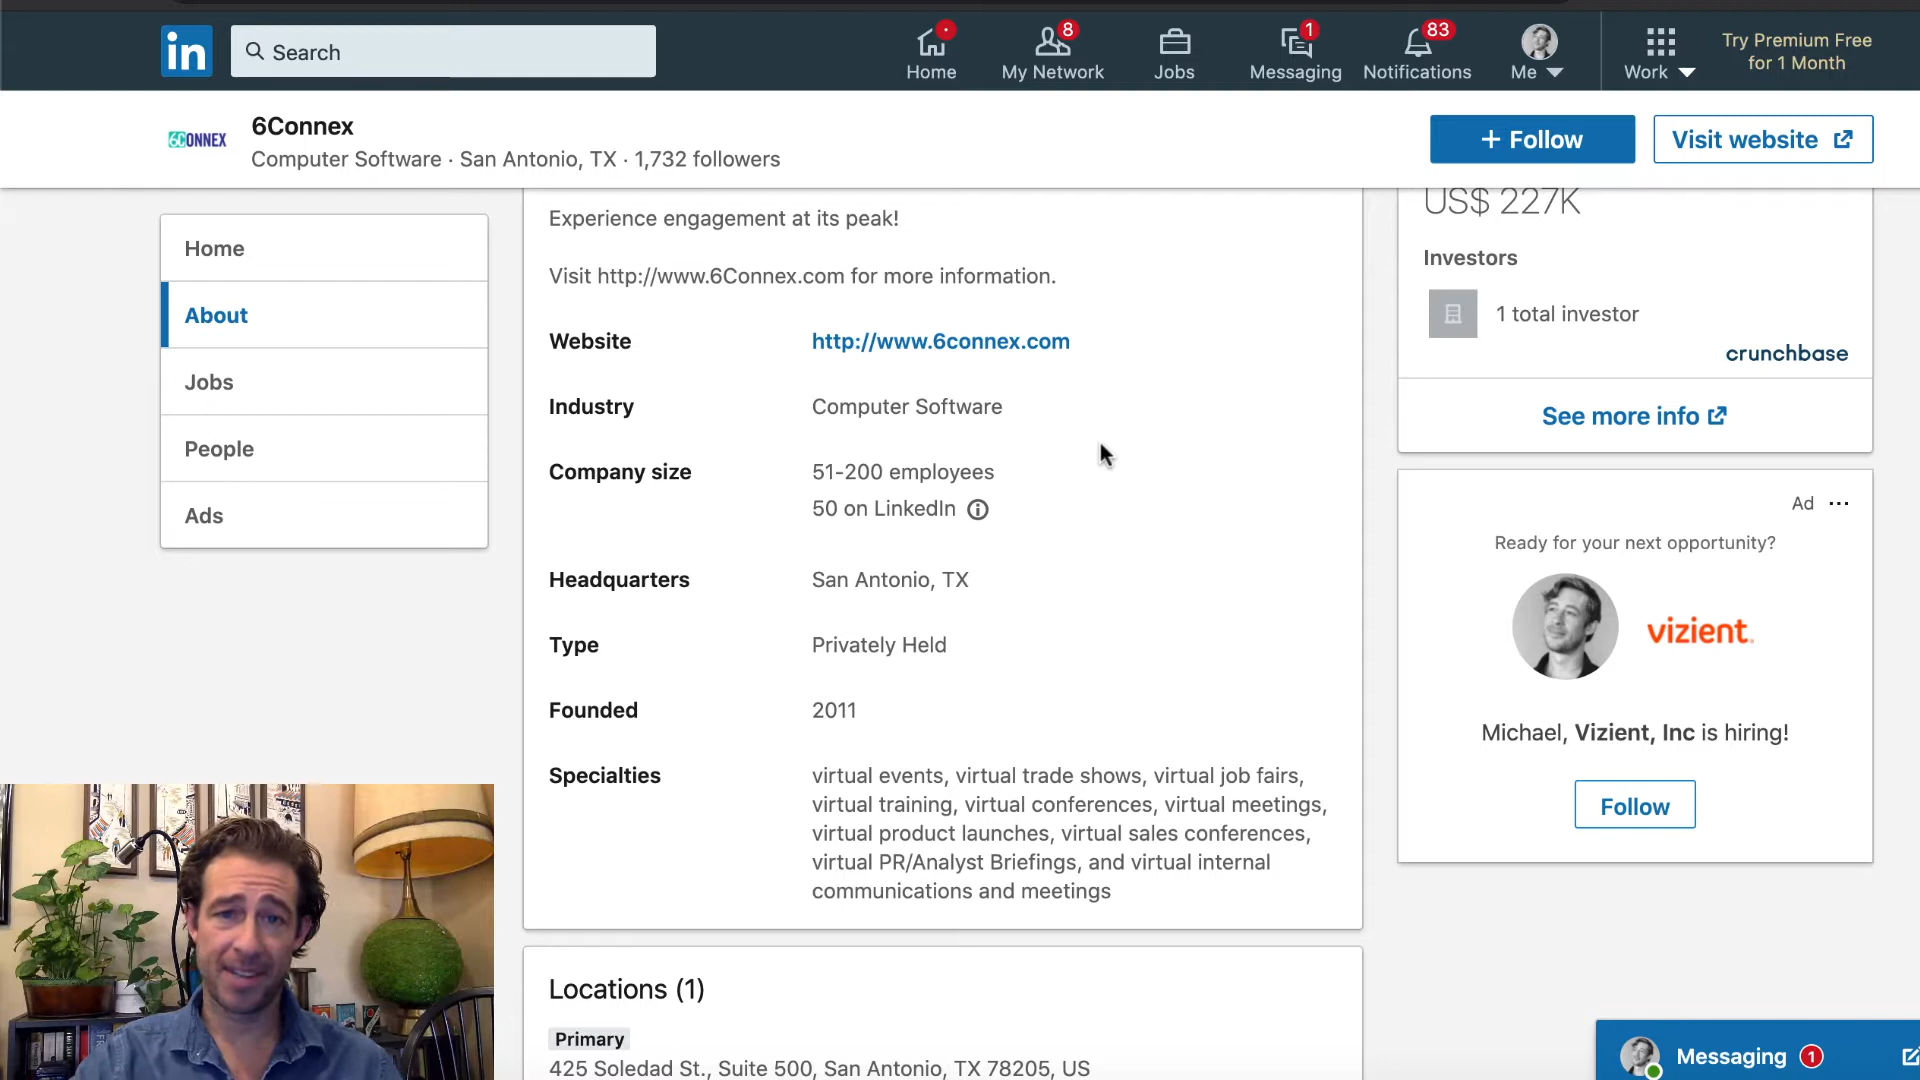 in
Search
Home
My Network
8
Jobs
Messaging
1
Notifications
83
Me
Work
Try Premium Free
for 1 Month
6CONNEX
6Connex
Computer Software · San Antonio, TX · 1,732 followers
+ Follow
Visit website
Home
About
Jobs
People
Ads
Experience engagement at its peak!
Visit http://www.6Connex.com for more information.
Website
http://www.6connex.com
Industry
Computer Software
Company size
51-200 employees
50 on LinkedIn
Headquarters
San Antonio, TX
Type
Privately Held
Founded
2011
Specialties
virtual events, virtual trade shows, virtual job fairs,
virtual training, virtual conferences, virtual meetings,
virtual product launches, virtual sales conferences,
virtual PR/Analyst Briefings, and virtual internal
communications and meetings
Locations (1)
Primary
425 Soledad St., Suite 500, San Antonio, TX 78205, US
US$ 227K
Investors
1 total investor
crunchbase
See more info
Ad ...
Ready for your next opportunity?
vizient
Michael, Vizient, Inc is hiring!
Follow
Messaging 1